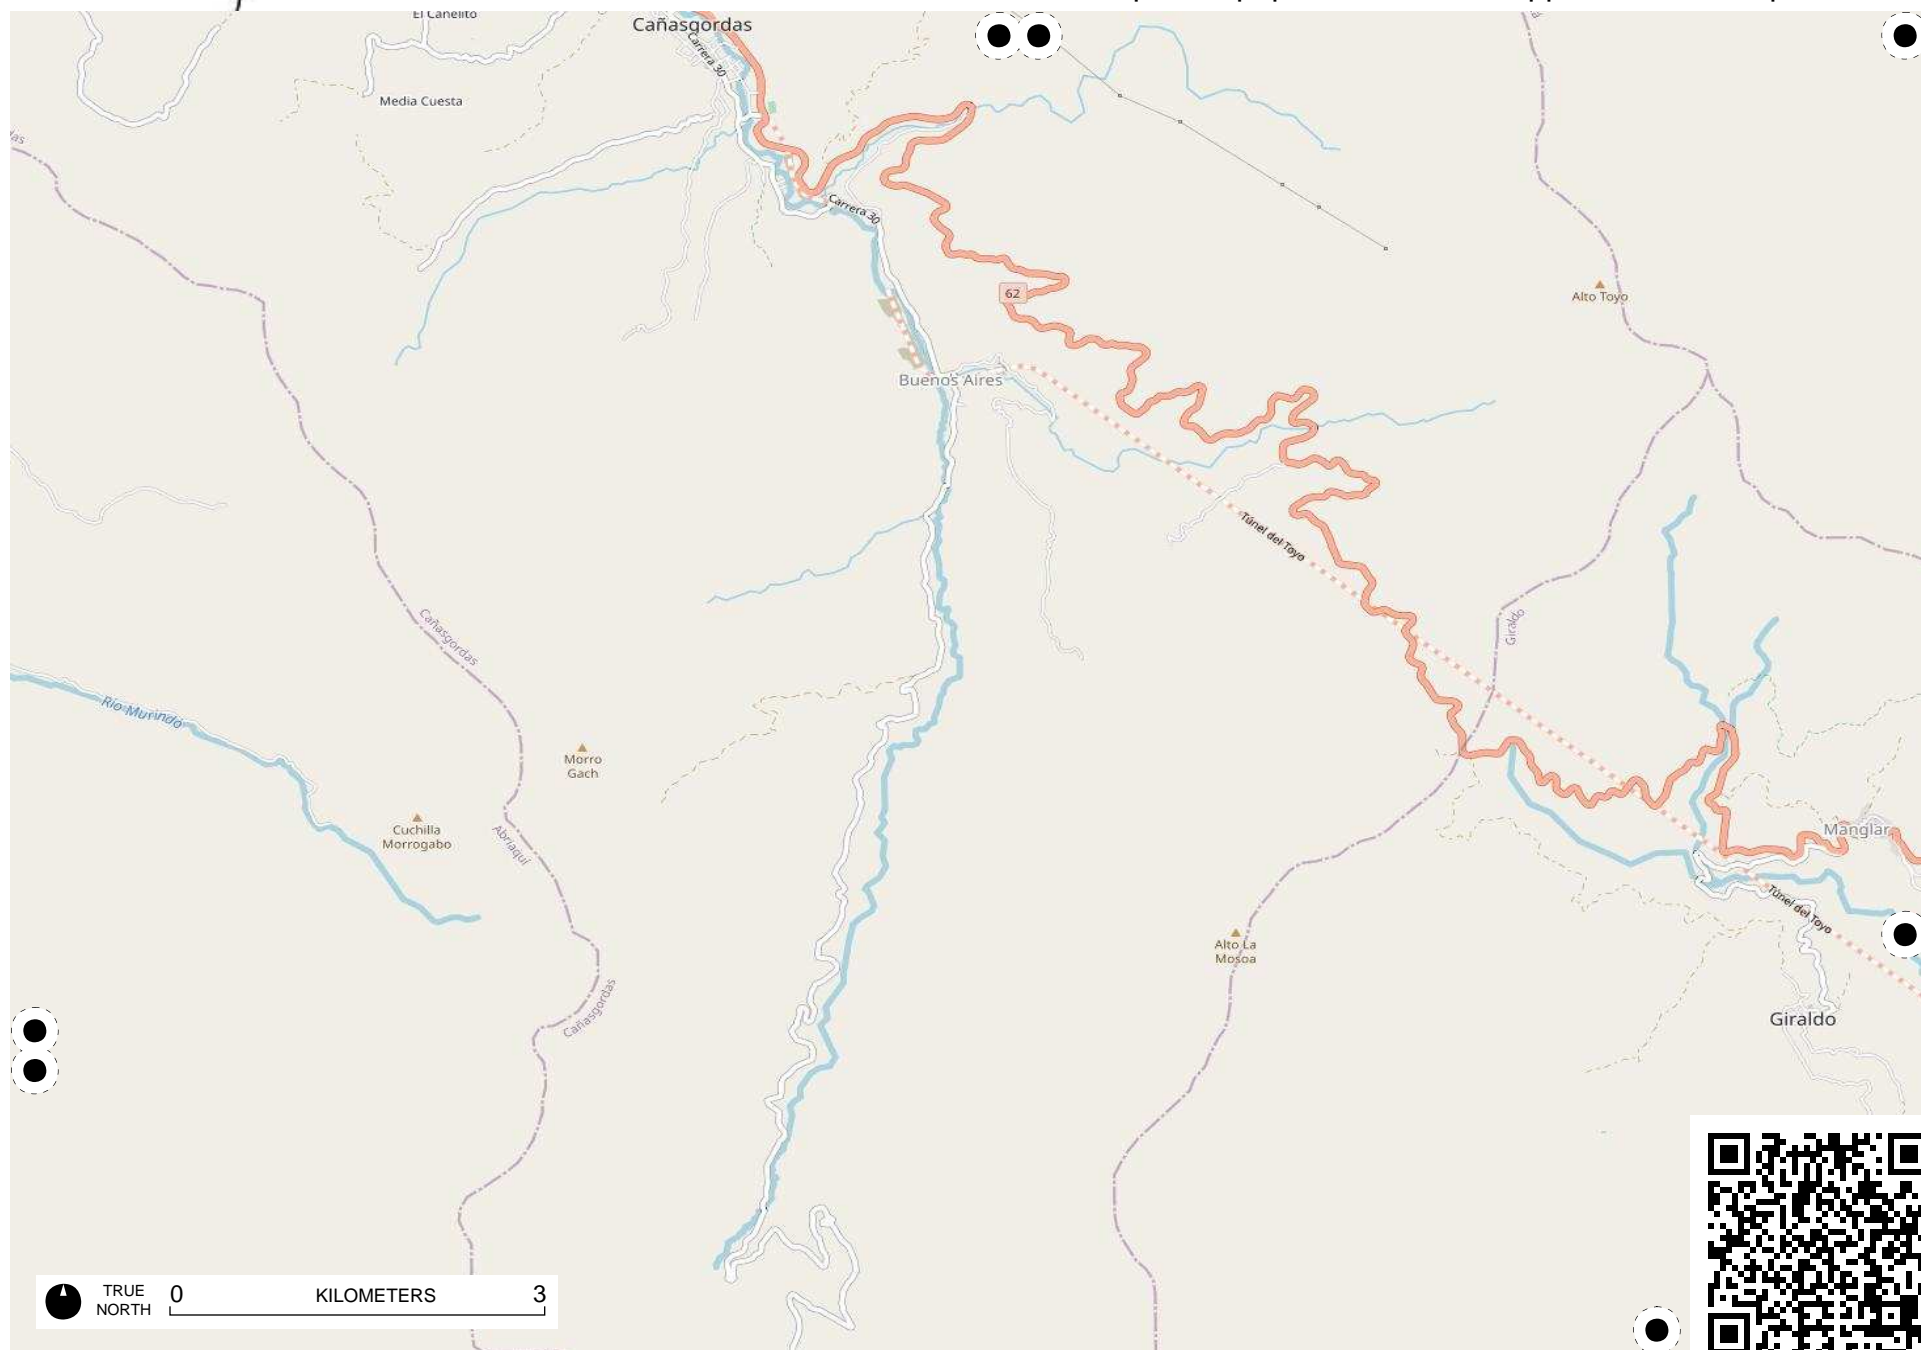 El Canelito
Cañasgordas
Carrera 30
Media Cuesta
Carrera 30
62
Alto Toyo
Buenos Aires
Túnel del Toyo
Cañasgordas
Giraldo
Río Murindó
Morro
Gach
Cuchilla
Morrogabo
Abriaquí
Manglar
Túnel del Toyo
Alto La
Mosoa
Cañasgordas
Giraldo
TRUE
NORTH
0
KILOMETERS
3